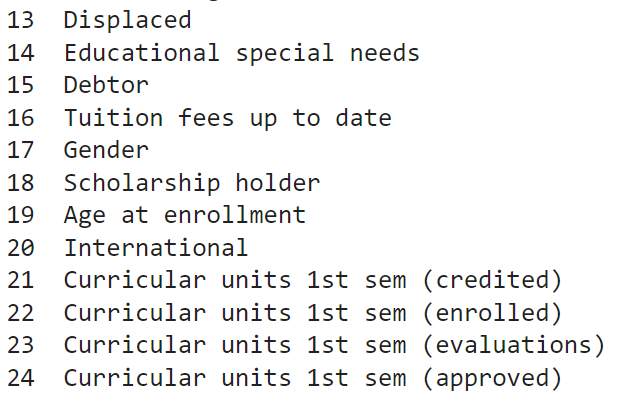 13 Displaced
14 Educational special needs
15 Debtor
16 Tuition fees up to date
17 Gender
18 Scholarship holder
19 Age at enrollment
20 International
21 Curricular units 1st sem (credited)
22 Curricular units 1st sem (enrolled)
23 Curricular units 1st sem (evaluations)
24 Curricular units 1st sem (approved)